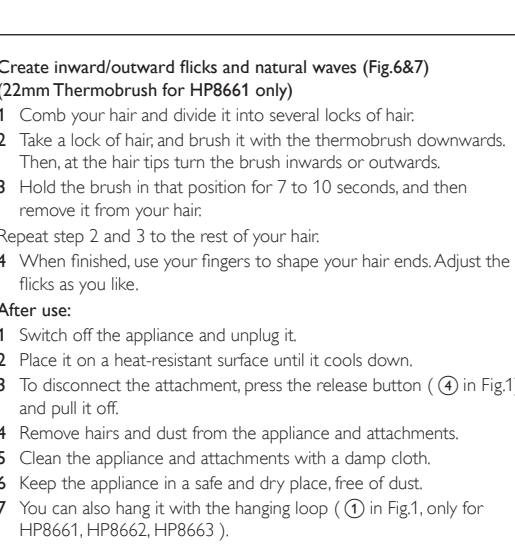 Create inward/outward flicks and natural waves (Fig.6&7)
(22mm Thermobrush for HP8661 only)
1 Comb your hair and divide it into several locks of hair.
2 Take a lock of hair, and brush it with the thermobrush downwards.
Then, at the hair tips turn the brush inwards or outwards.
3 Hold the brush in that position for 7 to 10 seconds, and then
remove it from your hair.
Repeat step 2 and 3 to the rest of your hair.
4 When finished, use your fingers to shape your hair ends. Adjust the
flicks as you like.
After use:
1 Switch off the appliance and unplug it.
2 Place it on a heat-resistant surface until it cools down.
3 To disconnect the attachment, press the release button ( ④ in Fig.1)
and pull it off.
4 Remove hairs and dust from the appliance and attachments.
5 Clean the appliance and attachments with a damp cloth.
6 Keep the appliance in a safe and dry place, free of dust.
7 You can also hang it with the hanging loop ( ① in Fig.1, only for
HP8661, HP8662, HP8663 ).